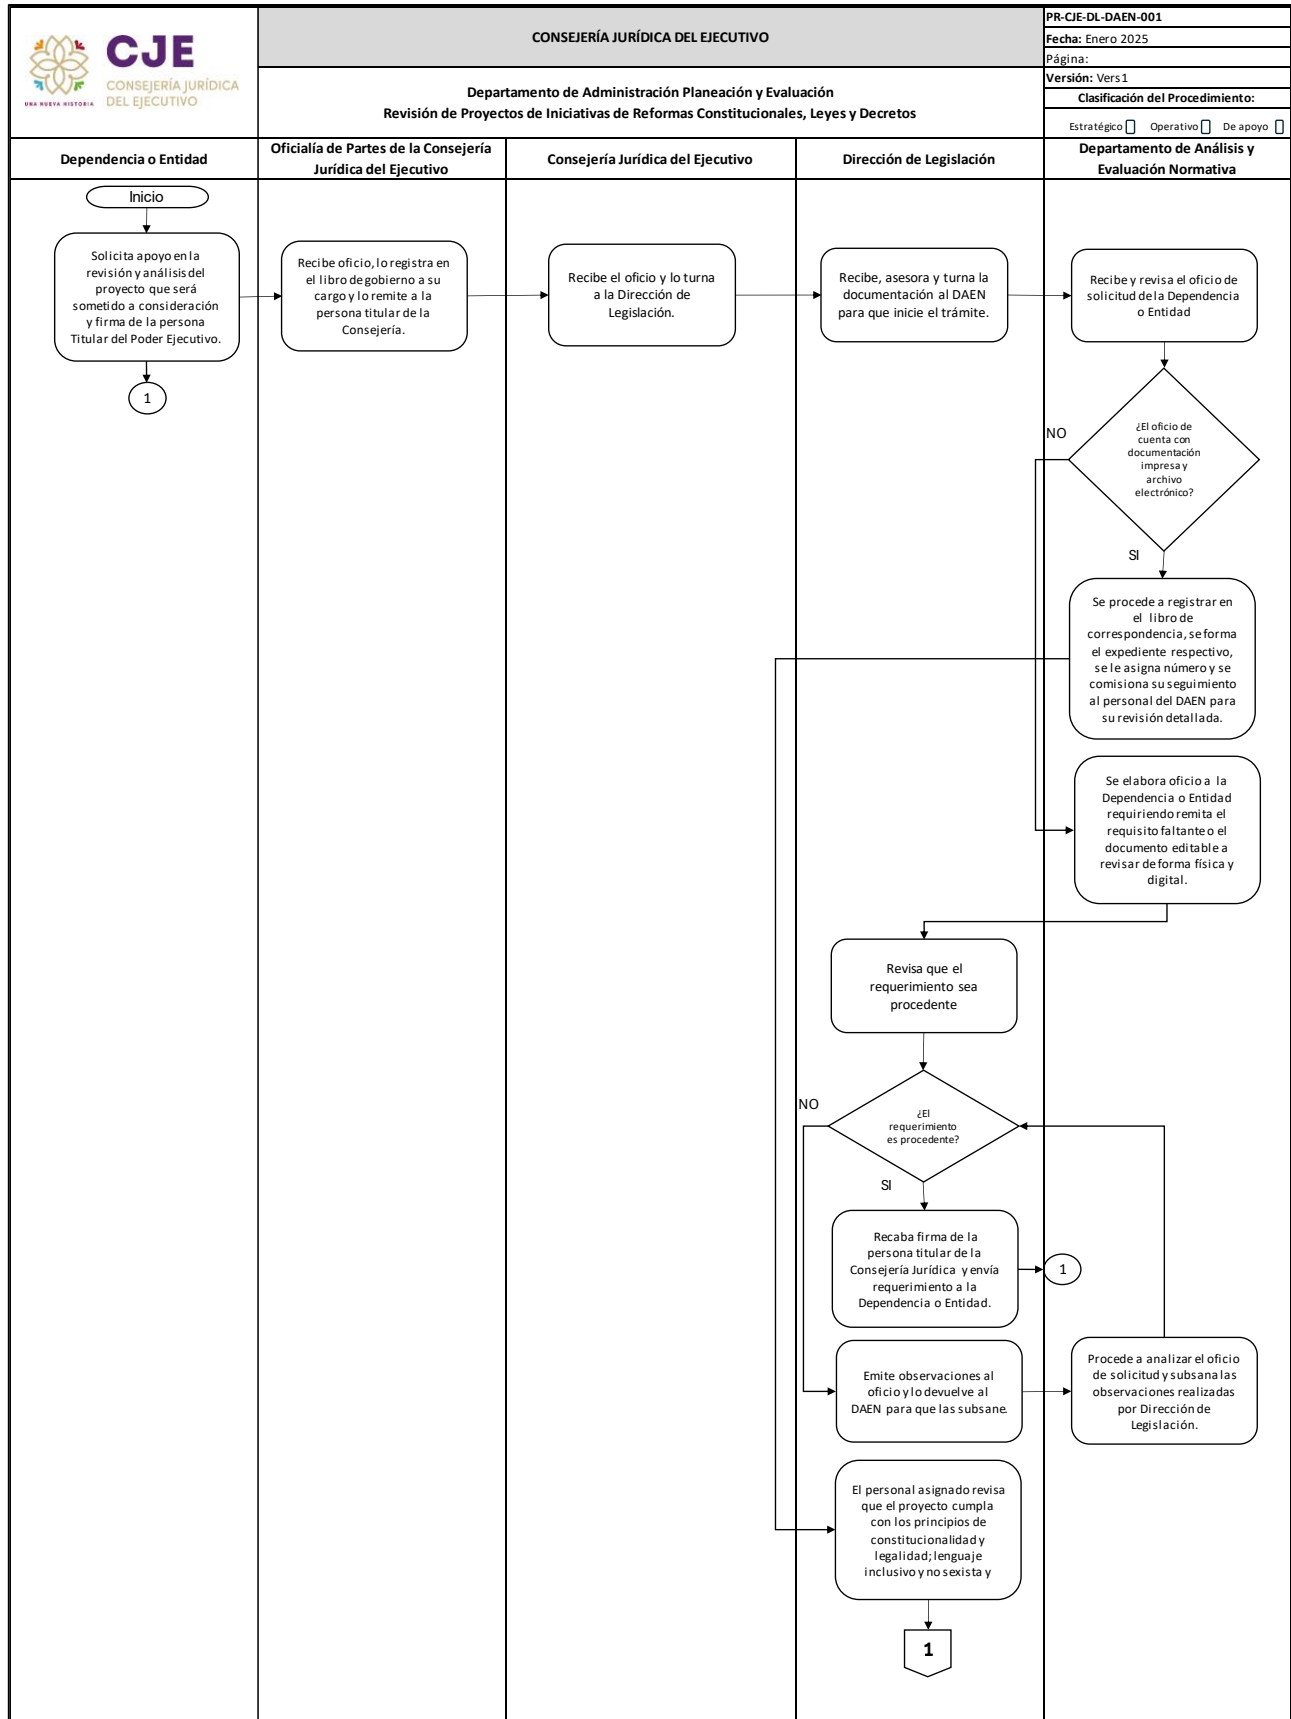 CJE
CONSEJERÍA JURÍDICA
DEL EJECUTIVO
UNA NUEVA HISTORIA
CONSEJERÍA JURÍDICA DEL EJECUTIVO
Departamento de Administración Planeación y Evaluación
Revisión de Proyectos de Iniciativas de Reformas Constitucionales, Leyes y Decretos
PR-CJE-DL-DAEN-001
Fecha: Enero 2025
Página:
Versión: Vers1
Clasificación del Procedimiento:
Estratégico Operativo De apoyo
Dependencia o Entidad
Oficialía de Partes de la Consejería
Jurídica del Ejecutivo
Consejería Jurídica del Ejecutivo
Dirección de Legislación
Departamento de Análisis y
Evaluación Normativa
Inicio
Solicita apoyo en la
revisión y análisis del
proyecto que será
sometido a consideración
y firma de la persona
Titular del Poder Ejecutivo.
1
Recibe oficio, lo registra en
el libro de gobierno a su
cargo y lo remite a la
persona titular de la
Consejería.
Recibe el oficio y lo turna
a la Dirección de
Legislación.
Recibe, asesora y turna la
documentación al DAEN
para que inicie el trámite.
Recibe y revisa el oficio de
solicitud de la Dependencia
o Entidad
NO
¿El oficio de
cuenta con
documentación
impresa y
archivo
electrónico?
SI
Se procede a registrar en
el libro de
correspondencia, se forma
el expediente respectivo,
se le asigna número y se
comisiona su seguimiento
al personal del DAEN para
su revisión detallada.
Se elabora oficio a la
Dependencia o Entidad
requiriendo remita el
requisito faltante o el
documento editable a
revisar de forma física y
digital.
Revisa que el
requerimiento sea
procedente
NO
¿El
requerimiento
es procedente?
SI
Recaba firma de la
persona titular de la
Consejería Jurídica y envía
requerimiento a la
Dependencia o Entidad.
1
Emite observaciones al
oficio y lo devuelve al
DAEN para que las subsane.
Procede a analizar el oficio
de solicitud y subsana las
observaciones realizadas
por Dirección de
Legislación.
El personal asignado revisa
que el proyecto cumpla
con los principios de
constitucionalidad y
legalidad; lenguaje
inclusivo y no sexista y
1